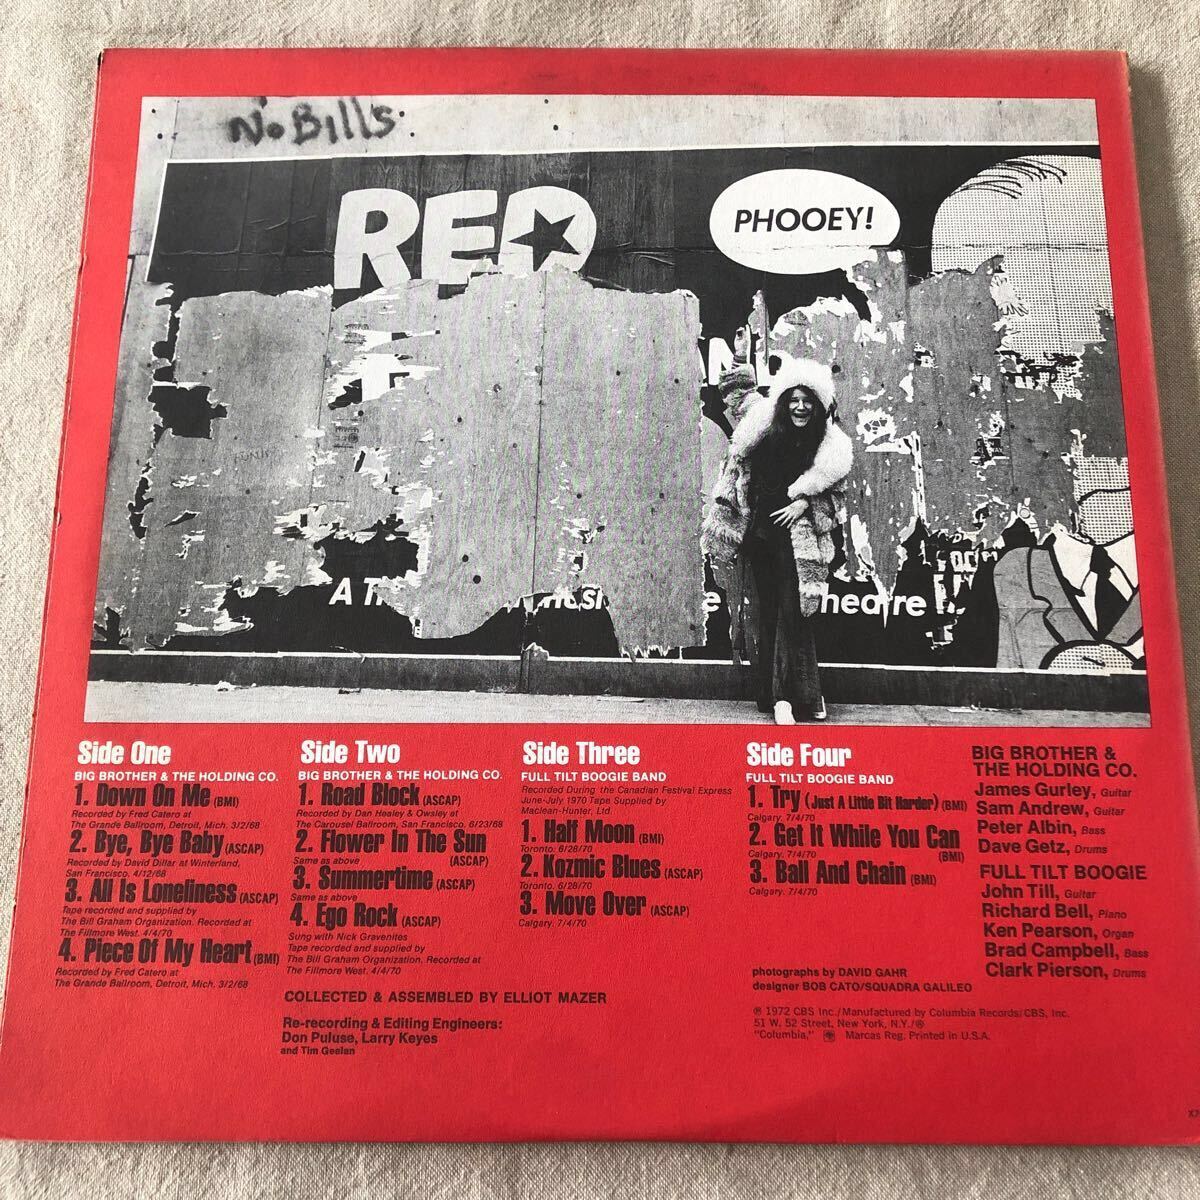 No Bills
RED
PHOOEY!
A
heatre
Side One
BIG BROTHER & THE HOLDING CO.
1. Down On Me (BMI)
Recorded by Fred Catero at
The Grande Ballroom, Detroit, Mich. 3/2/68
2. Bye, Bye Baby (ASCAP)
Recorded by David Dillar at Winterland,
San Francisco. 4/12/68
3. All Is Loneliness (ASCAP)
Tape recorded and supplied by
The Bill Graham Organization. Recorded at
The Fillmore West. 4/4/70
4. Piece Of My Heart (BMI)
Recorded by Fred Catero at
The Grande Ballroom, Detroit, Mich. 3/2/68
Side Two
BIG BROTHER & THE HOLDING CO.
1. Road Block (ASCAP)
Recorded by Dan Healey & Owsley at
The Carousel Ballroom, San Francisco. 6/23/68
2. Flower In The Sun
(ASCAP)
Same as above
3. Summertime (ASCAP)
Same as above
4. Ego Rock (ASCAP)
Sung with Nick Gravenites
Tape recorded and supplied by
The Bill Graham Organization. Recorded at
The Fillmore West. 4/4/70
Side Three
FULL TILT BOOGIE BAND
Recorded During the Canadian Festival Express
June-July 1970 Tape Supplied by
Maclean-Hunter, Ltd.
1. Half Moon (BMI)
Toronto. 6/28/70
2. Kozmic Blues (ASCAP)
Toronto. 6/28/70
3. Move Over (ASCAP)
Calgary. 7/4/70
Side Four
FULL TILT BOOGIE BAND
1. Try (Just A Little Bit Harder) (BMI)
Calgary. 7/4/70
2. Get It While You Can
(BMI)
Calgary. 7/4/70
3. Ball And Chain (BMI)
Calgary. 7/4/70
BIG BROTHER &
THE HOLDING CO.
James Gurley, Guitar
Sam Andrew, Guitar
Peter Albin, Bass
Dave Getz, Drums
FULL TILT BOOGIE
John Till, Guitar
Richard Bell, Piano
Ken Pearson, Organ
Brad Campbell, Bass
Clark Pierson, Drums
COLLECTED & ASSEMBLED BY ELLIOT MAZER
Re-recording & Editing Engineers:
Don Puluse, Larry Keyes
and Tim Geelan
photographs by DAVID GAHR
designer BOB CATO/SQUADRA GALILEO
℗ 1972 CBS Inc./Manufactured by Columbia Records/CBS, Inc.
51 W. 52 Street, New York, N.Y./®
"Columbia," Marcas Reg. Printed in U.S.A.